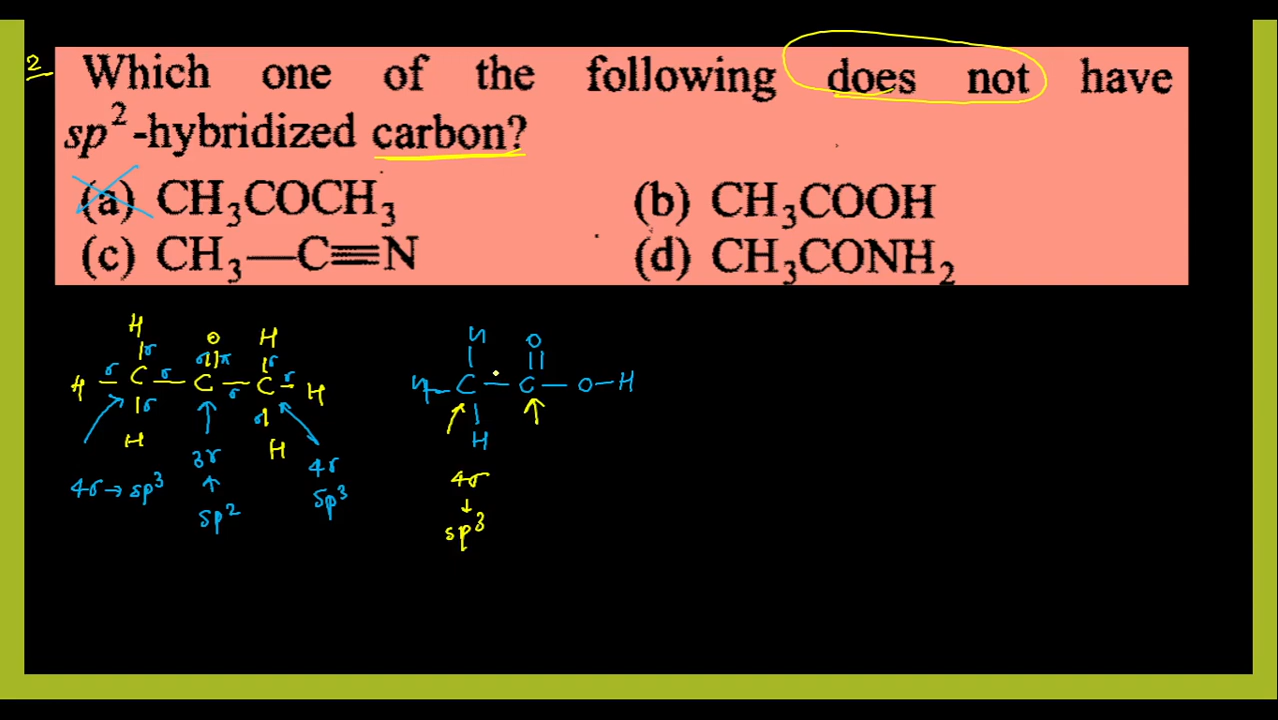 2
Which one of the following does not have
sp²-hybridized carbon?
(a) CH₃COCH₃ (b) CH₃COOH
(c) CH₃—C≡N (d) CH₃CONH₂
H O H H O
σ σ π σ
H σ C σ C σ C σ H H C C O H
σ σ
H H H
3σ 4σ
4σ → sp³ sp³ 4σ
sp² sp³